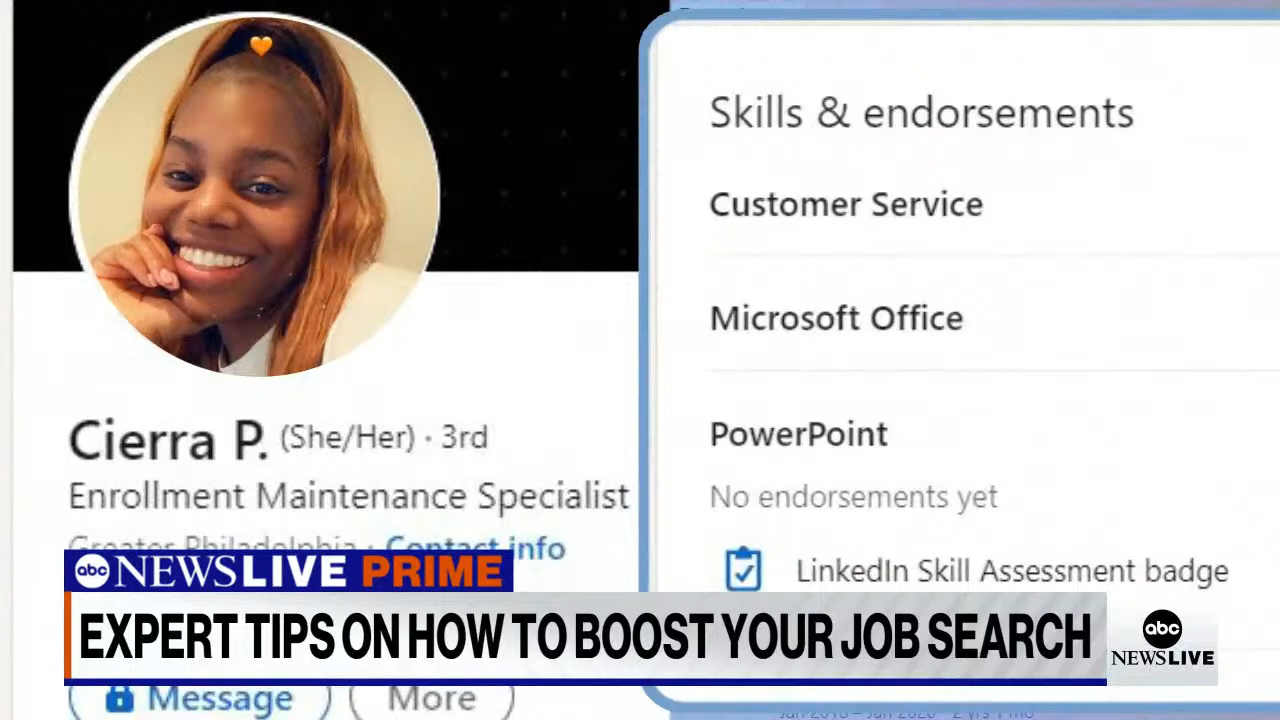 Skills & endorsements
Customer Service
Microsoft Office
PowerPoint
No endorsements yet
LinkedIn Skill Assessment badge
Cierra P. (She/Her) · 3rd
Enrollment Maintenance Specialist
Greater Philadelphia · Contact info
abc NEWS LIVE PRIME
EXPERT TIPS ON HOW TO BOOST YOUR JOB SEARCH
abc
NEWS LIVE
Message
More